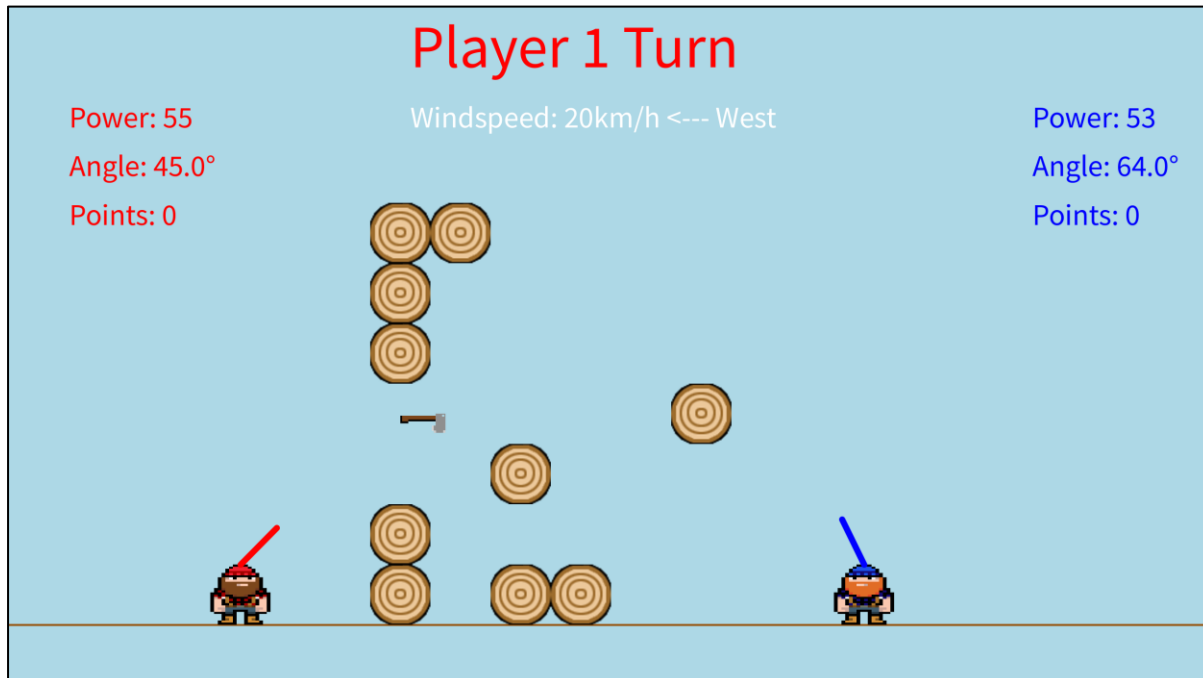 Player 1 Turn
Power: 55
Windspeed: 20km/h <--- West
Power: 53
Angle: 45.0°
Angle: 64.0°
Points: 0
Points: 0